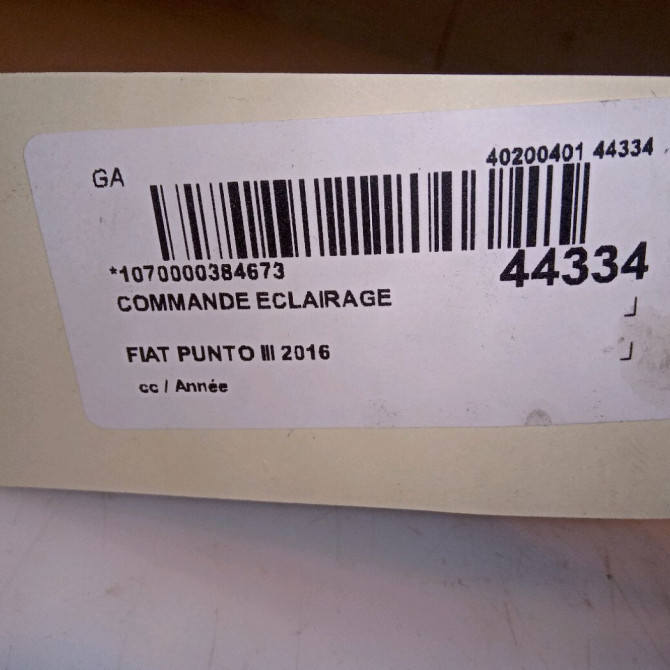 40200401 44334
GA
*1070000384673
44334
COMMANDE ECLAIRAGE
FIAT PUNTO III 2016
cc / Année